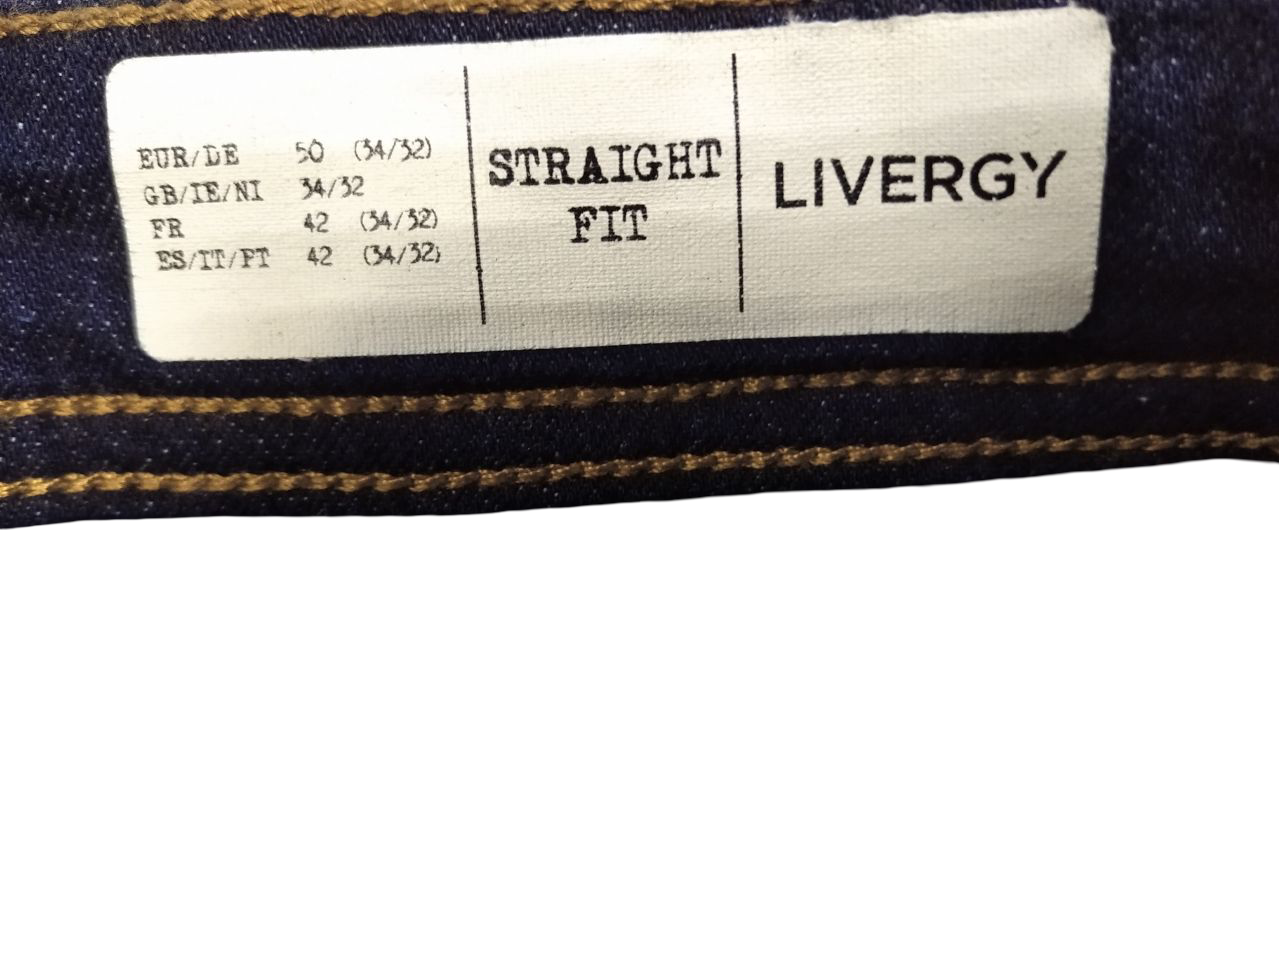 EUR/DE 50 (34/32)
GB/IE/NI 34/32
FR 42 (34/32)
ES/IT/PT 42 (34/32)
STRAIGHT
FIT
LIVERGY